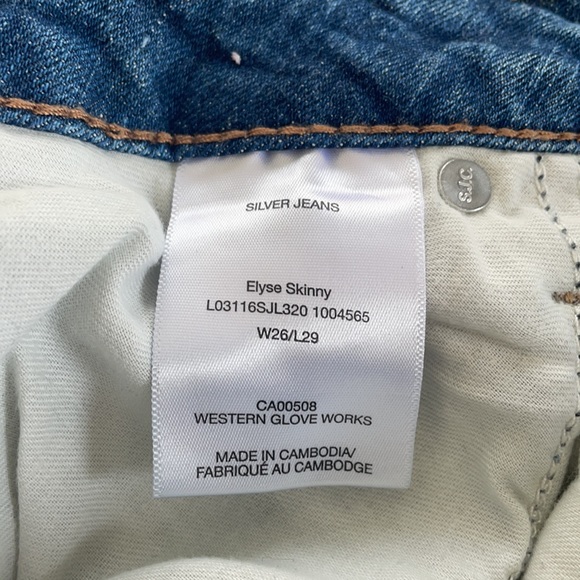 SILVER JEANS
S.J.C.
Elyse Skinny
L03116SJL320 1004565
W26/L29
CA00508
WESTERN GLOVE WORKS
MADE IN CAMBODIA/
FABRIQUÉ AU CAMBODGE